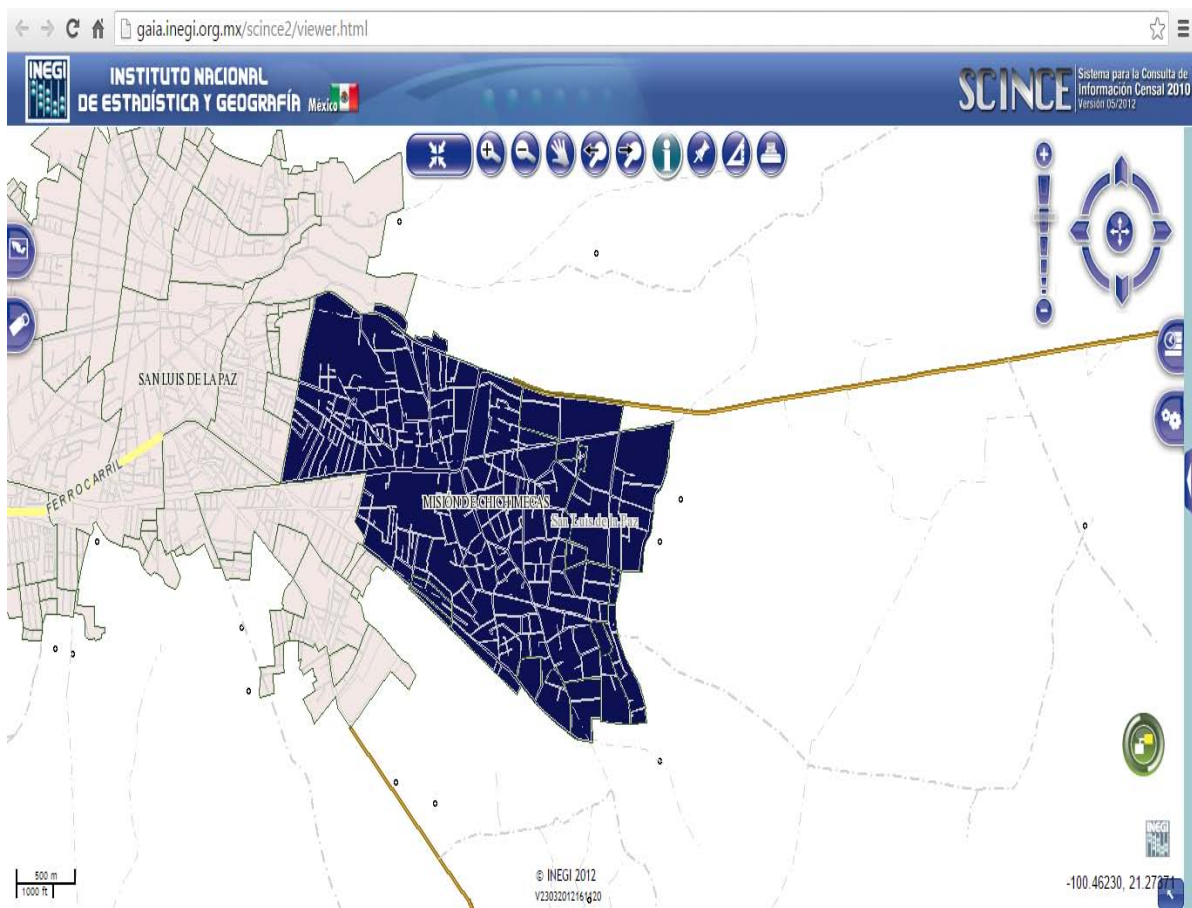 gaia.inegi.org.mx/scince2/viewer.html
INEGI
INSTITUTO NACIONAL
DE ESTADÍSTICA Y GEOGRAFÍA México
SCINCE
Sistema para la Consulta de
Información Censal 2010
Versión 05/2012
SAN LUIS DE LA PAZ
FERROCARRIL
MISIÓN DE CHICHIMECAS
San Luis de la Paz
500 m
1000 ft
© INEGI 2012
INEGI
-100.46230, 21.27371